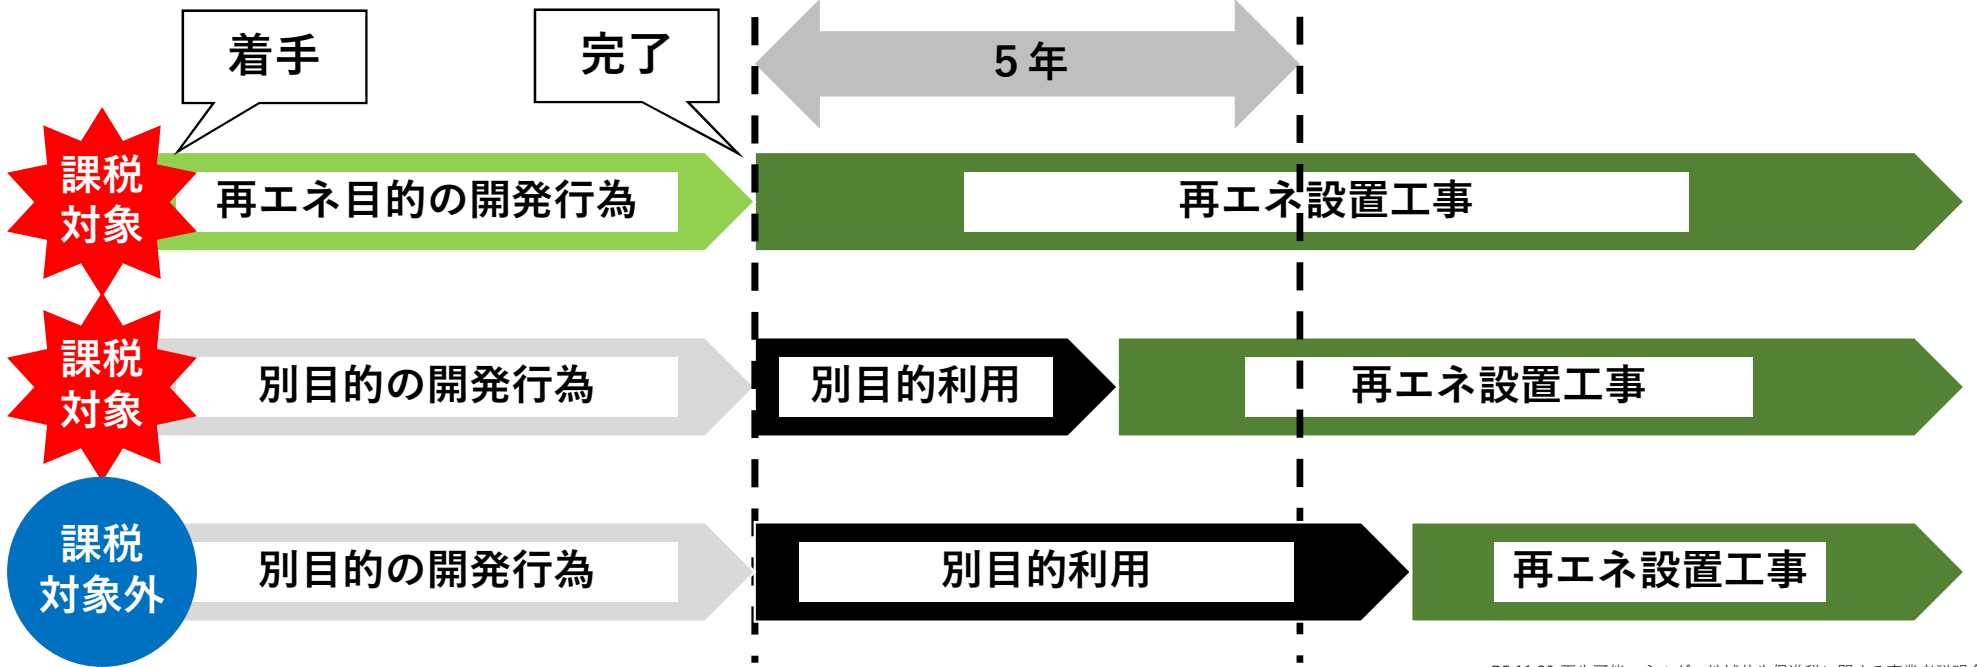 着手
完了
5年
課税
対象
再エネ目的の開発行為
再エネ設置工事
課税
対象
別目的の開発行為
別目的利用
再エネ設置工事
課税
対象外
別目的の開発行為
別目的利用
再エネ設置工事